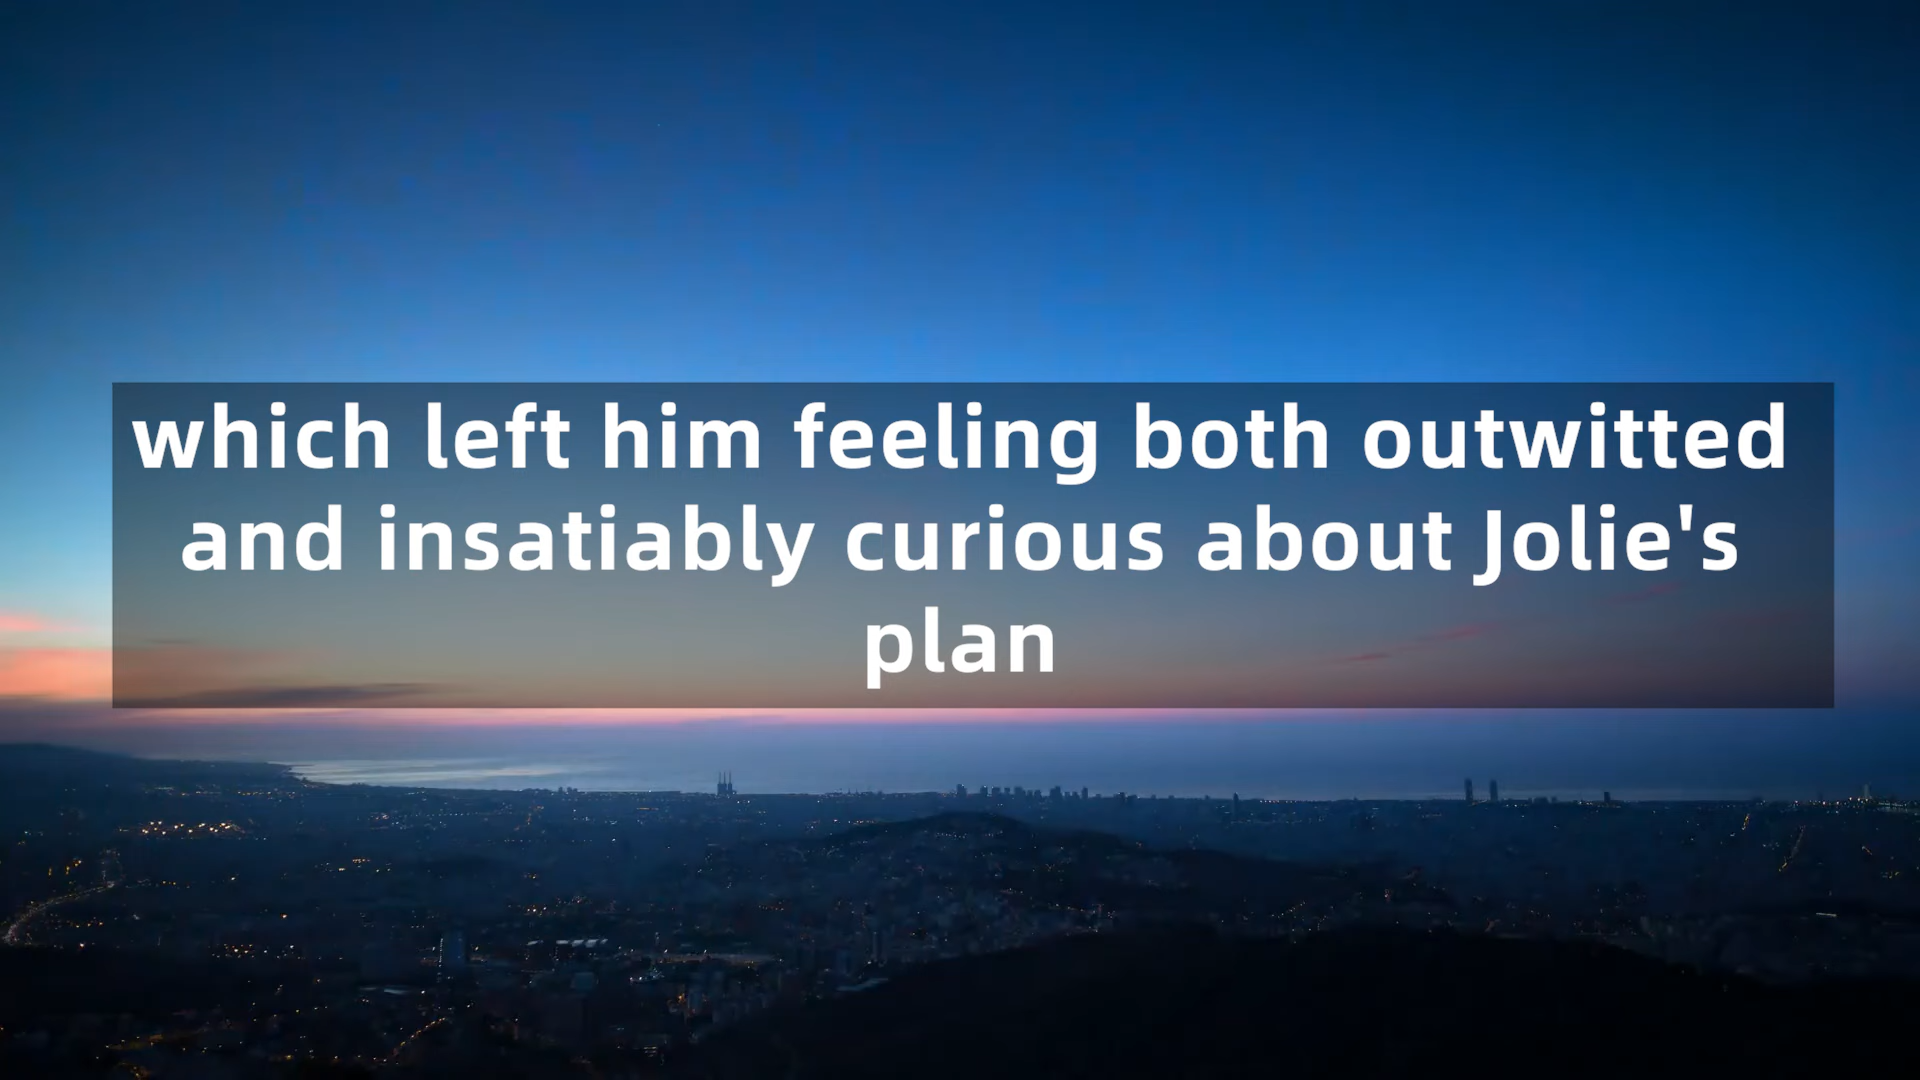 which left him feeling both outwitted
and insatiably curious about Jolie's
plan